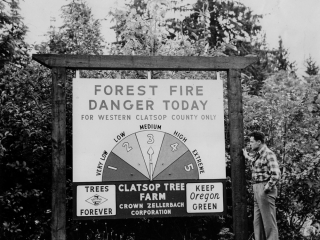 FOREST FIRE
DANGER TODAY
FOR WESTERN CLATSOP COUNTY ONLY
VERY LOW
LOW
MEDIUM
HIGH
EXTREME
1 2 3 4 5
CLATSOP TREE
FARM
CROWN ZELLERBACH
CORPORATION
TREES
FOREVER
KEEP
Oregon
GREEN